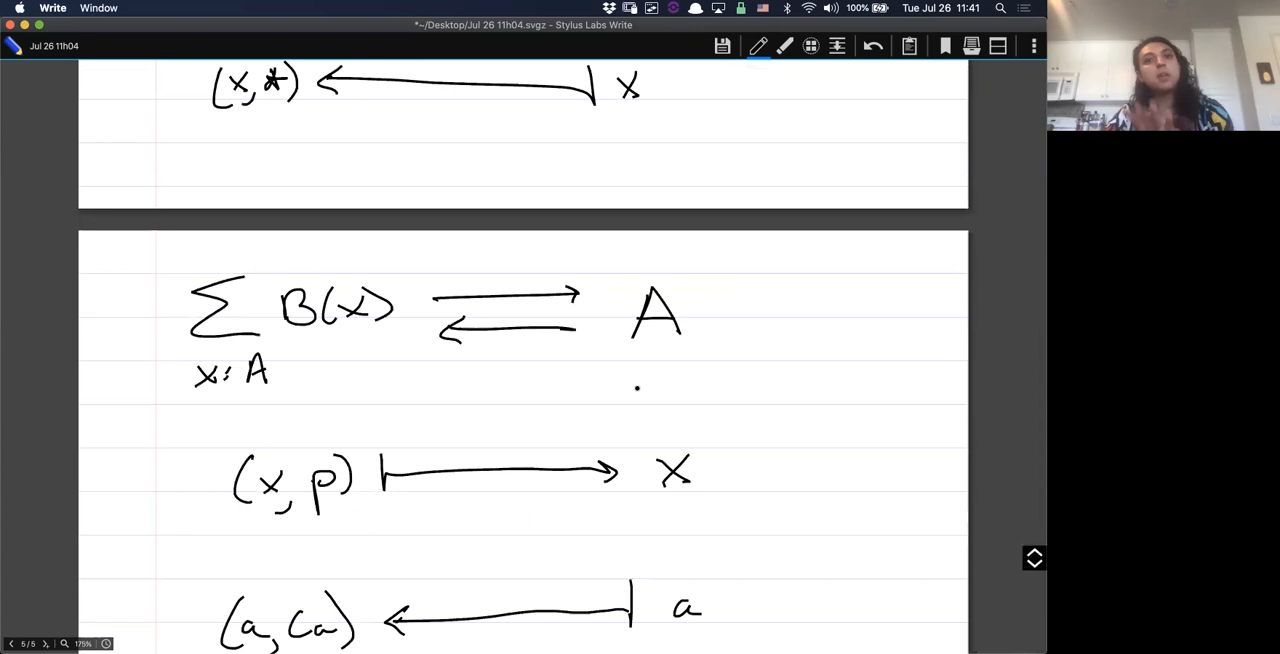 Write Window 100% Tue Jul 26 11:41
*~/Desktop/Jul 26 11h04.svgz - Stylus Labs Write
Jul 26 11h04
(x, *) ⟻ x
∑ B(x) ⇄ A
x : A
(x, p) ⟼ x
(a, Ca) ⟻ a
5/5 175%